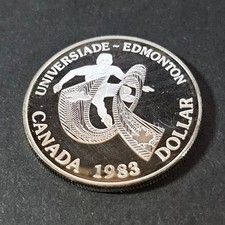 UNIVERSIADE - EDMONTON
CANADA 1983 DOLLAR